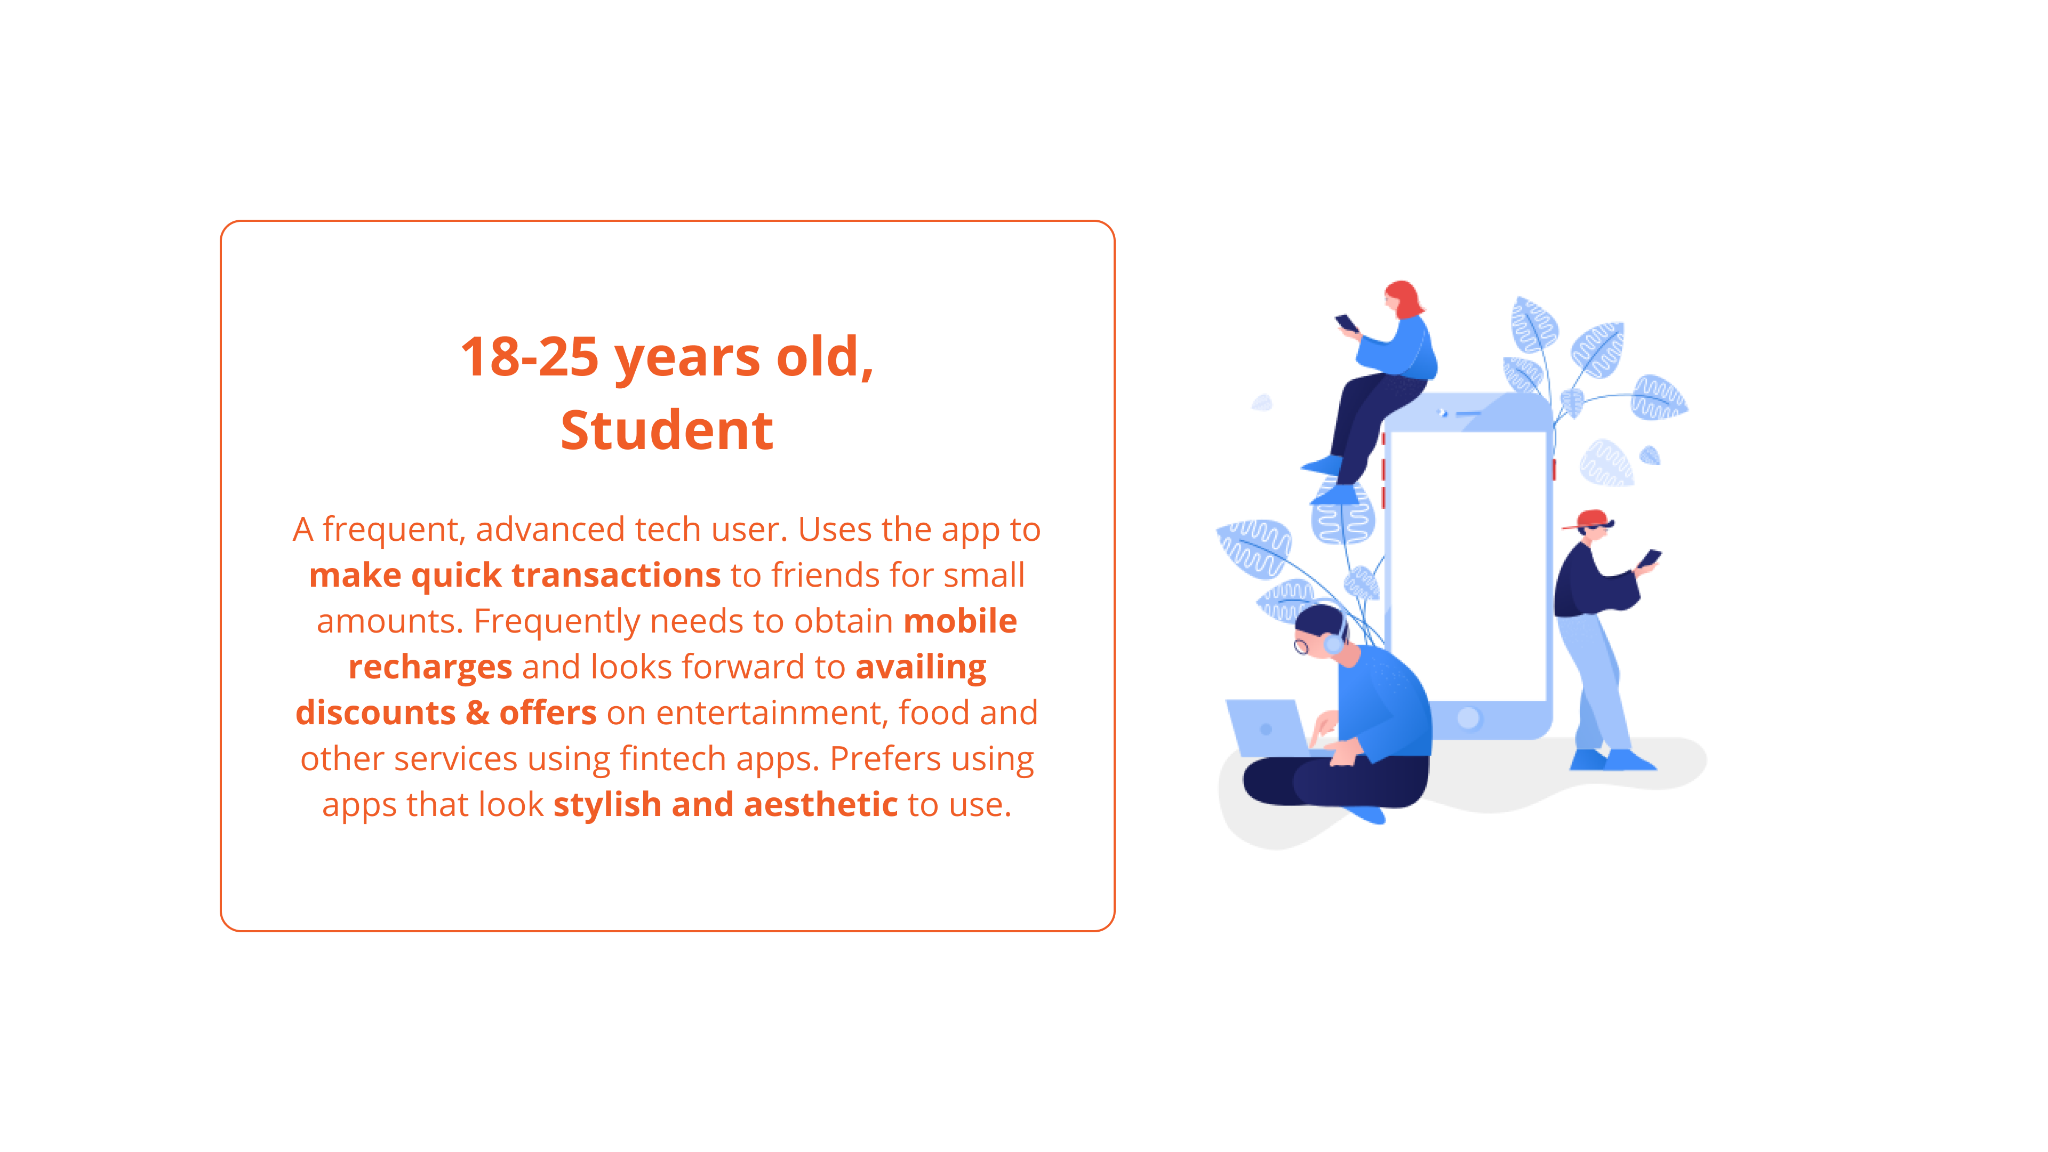 18-25 years old,
Student
A frequent, advanced tech user. Uses the app to
make quick transactions to friends for small
amounts. Frequently needs to obtain mobile
recharges and looks forward to availing
discounts & offers on entertainment, food and
other services using fintech apps. Prefers using
apps that look stylish and aesthetic to use.